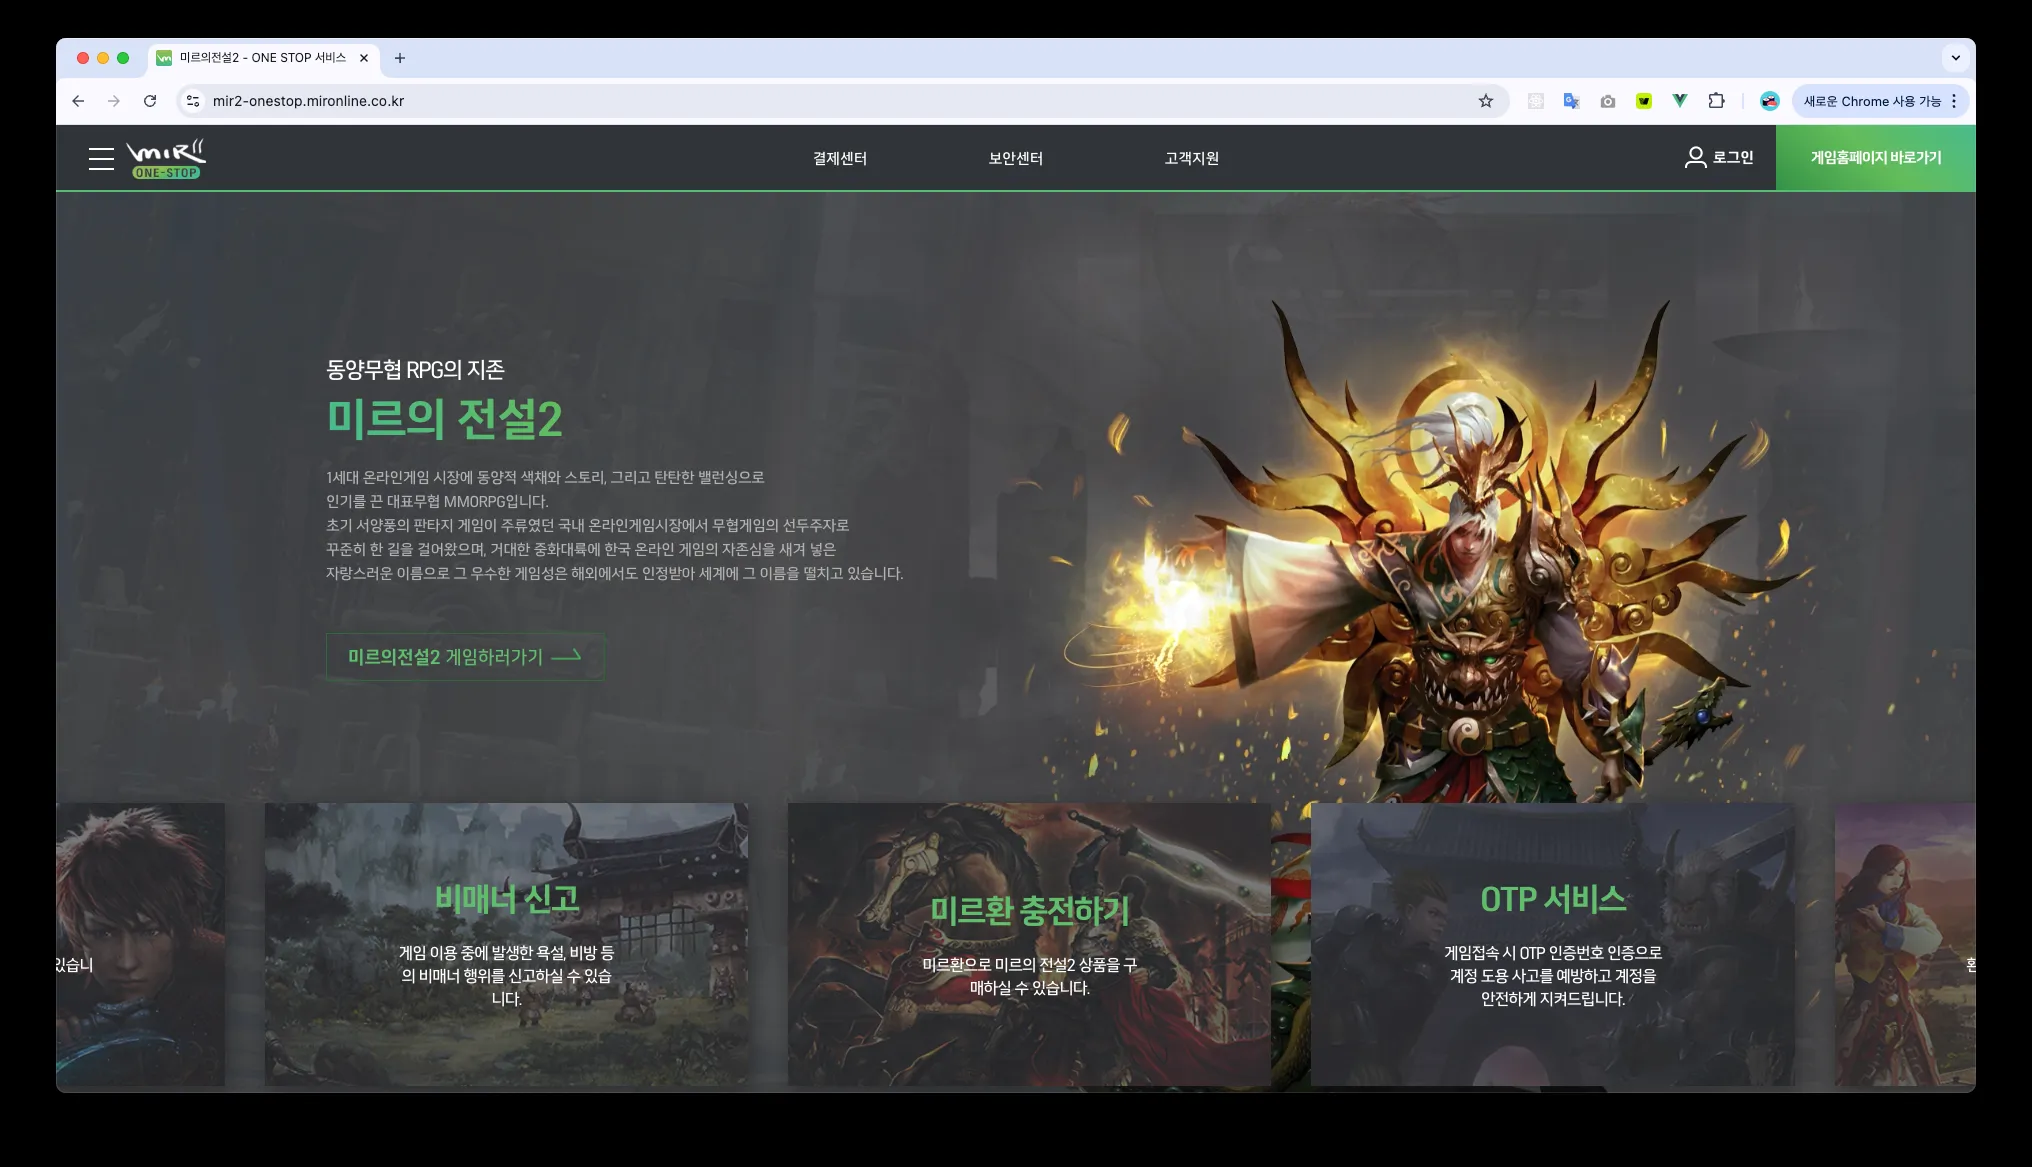 미르의전설2 - ONE STOP 서비스
mir2-onestop.mironline.co.kr
새로운 Chrome 사용 가능
MIR II
ONE-STOP
결제센터
보안센터
고객지원
로그인
게임홈페이지 바로가기
동양무협 RPG의 지존
미르의 전설2
1세대 온라인게임 시장에 동양적 색채와 스토리, 그리고 탄탄한 밸런싱으로
인기를 끈 대표무협 MMORPG입니다.
초기 서양풍의 판타지 게임이 주류였던 국내 온라인게임시장에서 무협게임의 선두주자로
꾸준히 한 길을 걸어왔으며, 거대한 중화대륙에 한국 온라인 게임의 자존심을 새겨 넣은
자랑스러운 이름으로 그 우수한 게임성은 해외에서도 인정받아 세계에 그 이름을 떨치고 있습니다.
미르의전설2 게임하러가기
있습니
비매너 신고
게임 이용 중에 발생한 욕설, 비방 등
의 비매너 행위를 신고하실 수 있습
니다.
미르환 충전하기
미르환으로 미르의 전설2 상품을 구
매하실 수 있습니다.
OTP 서비스
게임접속 시 OTP 인증번호 인증으로
계정 도용 사고를 예방하고 계정을
안전하게 지켜드립니다.